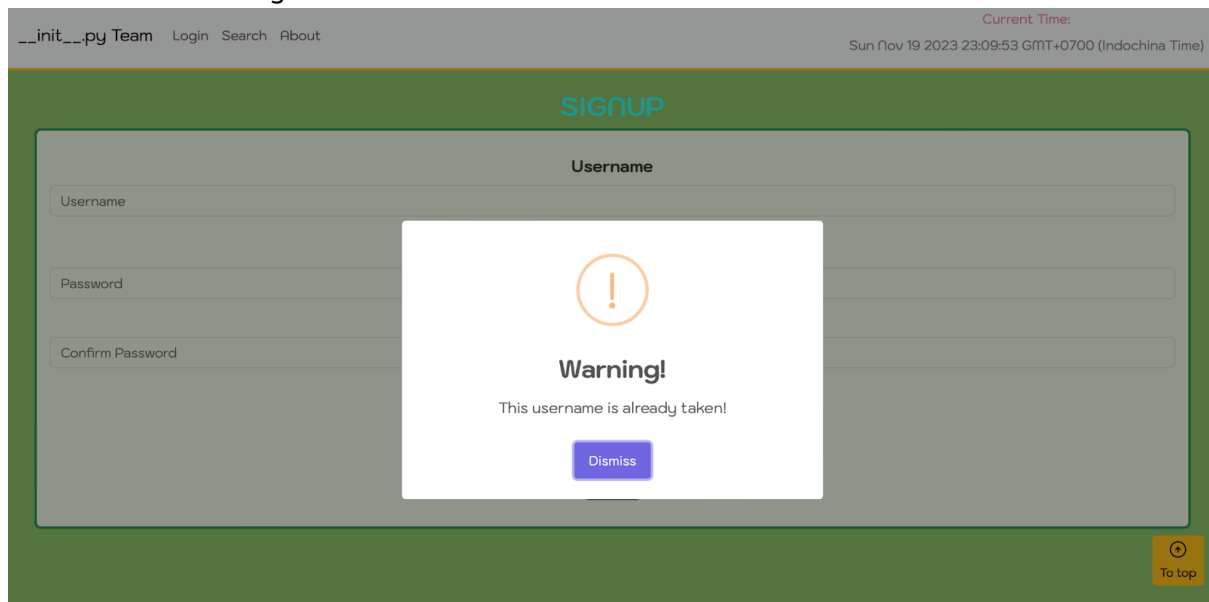 __init__.py Team Login Search About
Current Time:
Sun Nov 19 2023 23:09:53 GMT+0700 (Indochina Time)
SIGNUP
Username
Username
Password
Confirm Password
!
Warning!
This username is already taken!
Dismiss
To top